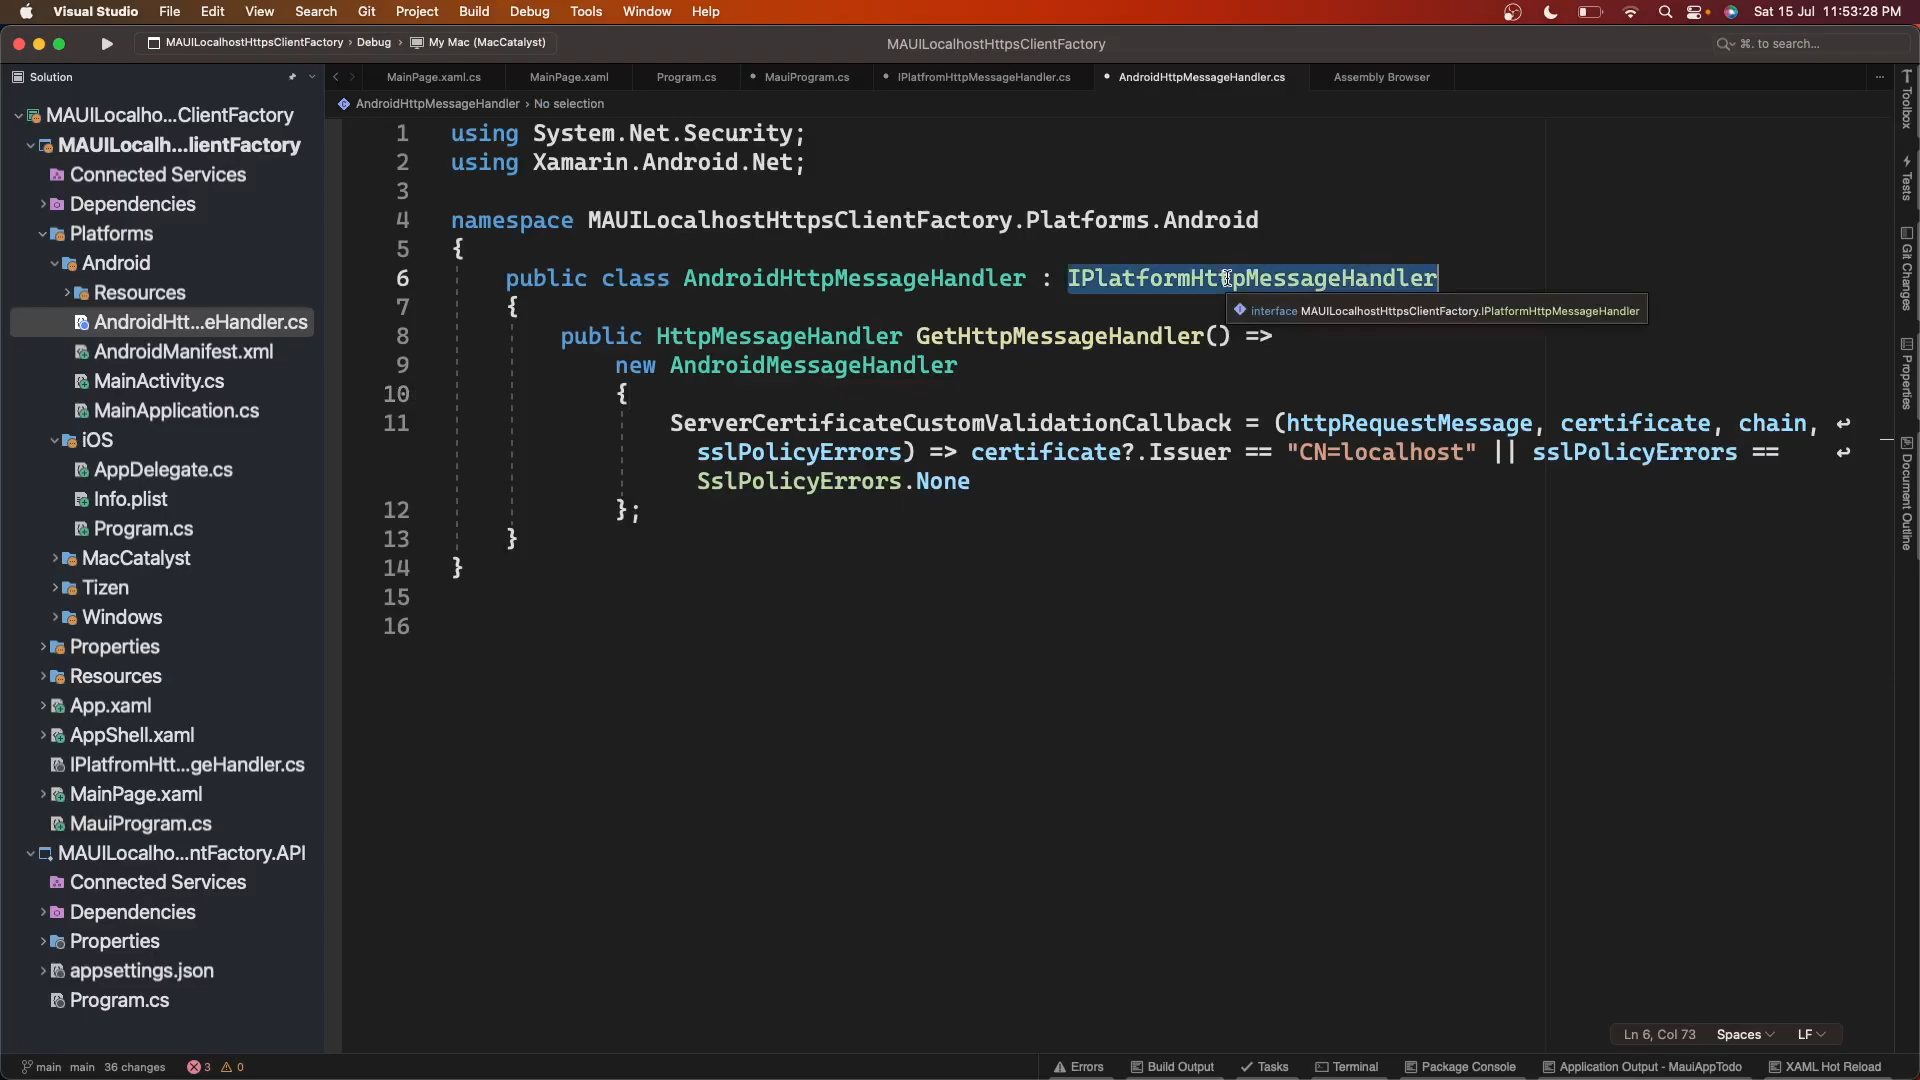 Visual Studio File Edit View Search Git Project Build Debug Tools Window Help Sat 15 Jul 11:53:28 PM
MAUILocalhostHttpsClientFactory › Debug › My Mac (MacCatalyst) MAUILocalhostHttpsClientFactory ⌘. to search...
Solution
MainPage.xaml.cs MainPage.xaml Program.cs MauiProgram.cs IPlatfromHttpMessageHandler.cs AndroidHttpMessageHandler.cs Assembly Browser ...
AndroidHttpMessageHandler › No selection
MAUILocalho...ClientFactory
MAUILocalh...lientFactory
Connected Services
Dependencies
Platforms
Android
Resources
AndroidHtt...eHandler.cs
AndroidManifest.xml
MainActivity.cs
MainApplication.cs
iOS
AppDelegate.cs
Info.plist
Program.cs
MacCatalyst
Tizen
Windows
Properties
Resources
App.xaml
AppShell.xaml
IPlatfromHtt...geHandler.cs
MainPage.xaml
MauiProgram.cs
MAUILocalho...ntFactory.API
Connected Services
Dependencies
Properties
appsettings.json
Program.cs
1 using System.Net.Security;
2 using Xamarin.Android.Net;
3
4 namespace MAUILocalhostHttpsClientFactory.Platforms.Android
5 {
6 public class AndroidHttpMessageHandler : IPlatformHttpMessageHandler
7 {
interface MAUILocalhostHttpsClientFactory.IPlatformHttpMessageHandler
8 public HttpMessageHandler GetHttpMessageHandler() =>
9 new AndroidMessageHandler
10 {
11 ServerCertificateCustomValidationCallback = (httpRequestMessage, certificate, chain, ↩
sslPolicyErrors) => certificate?.Issuer == "CN=localhost" || sslPolicyErrors == ↩
SslPolicyErrors.None
12 };
13 }
14 }
15
16
Toolbox
Tests
Git Changes
Properties
Document Outline
Ln 6, Col 73 Spaces LF
main main 36 changes 3 0 Errors Build Output Tasks Terminal Package Console Application Output - MauiAppTodo XAML Hot Reload